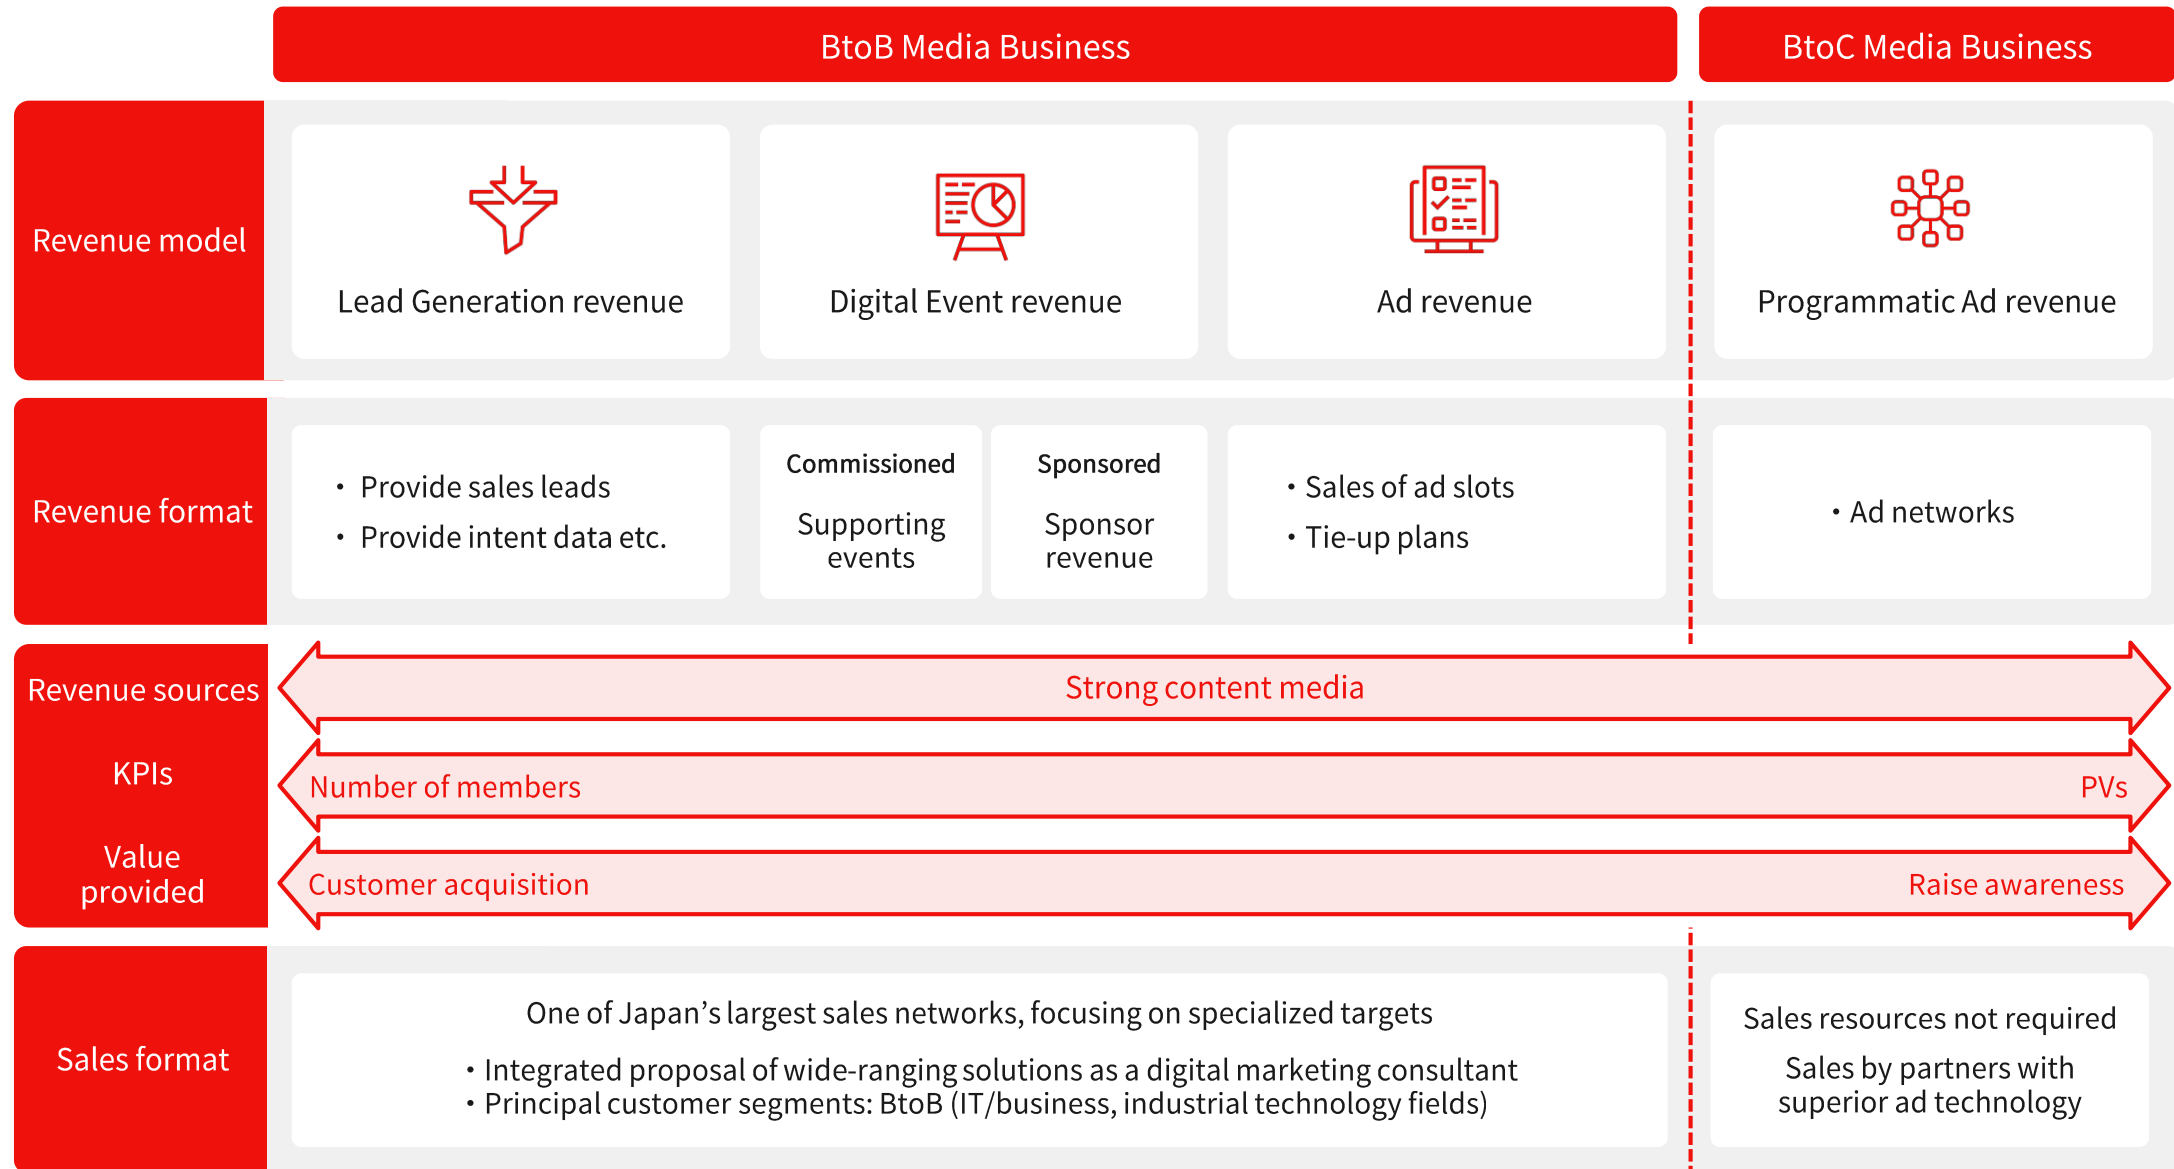 BtoB Media Business
BtoC Media Business
Revenue model
Lead Generation revenue
Digital Event revenue
Ad revenue
Programmatic Ad revenue
Revenue format
・ Provide sales leads
・ Provide intent data etc.
Commissioned
Supporting
events
Sponsored
Sponsor
revenue
・Sales of ad slots
・Tie-up plans
・Ad networks
Revenue sources
Strong content media
KPIs
Number of members
PVs
Value
provided
Customer acquisition
Raise awareness
Sales format
One of Japan’s largest sales networks, focusing on specialized targets
・Integrated proposal of wide-ranging solutions as a digital marketing consultant
・Principal customer segments: BtoB (IT/business, industrial technology fields)
Sales resources not required
Sales by partners with
superior ad technology